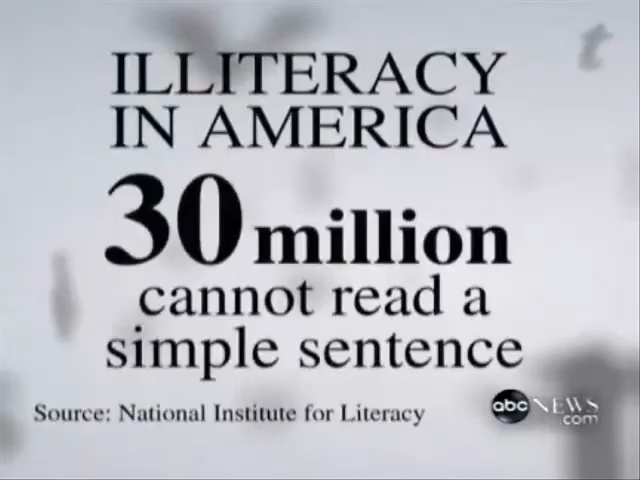 ILLITERACY
IN AMERICA
30 million
cannot read a
simple sentence
Source: National Institute for Literacy
abc NEWS
.com
t